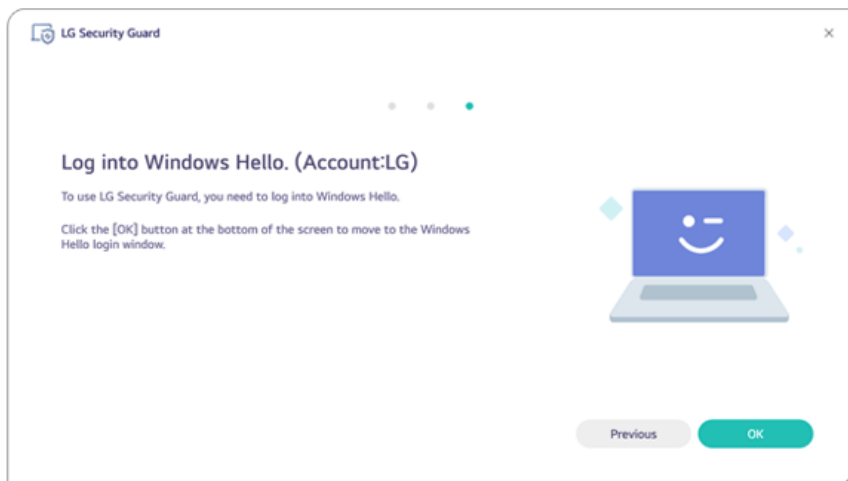 LG Security Guard
Log into Windows Hello. (Account:LG)
To use LG Security Guard, you need to log into Windows Hello.
Click the [OK] button at the bottom of the screen to move to the Windows
Hello login window.
Previous
OK